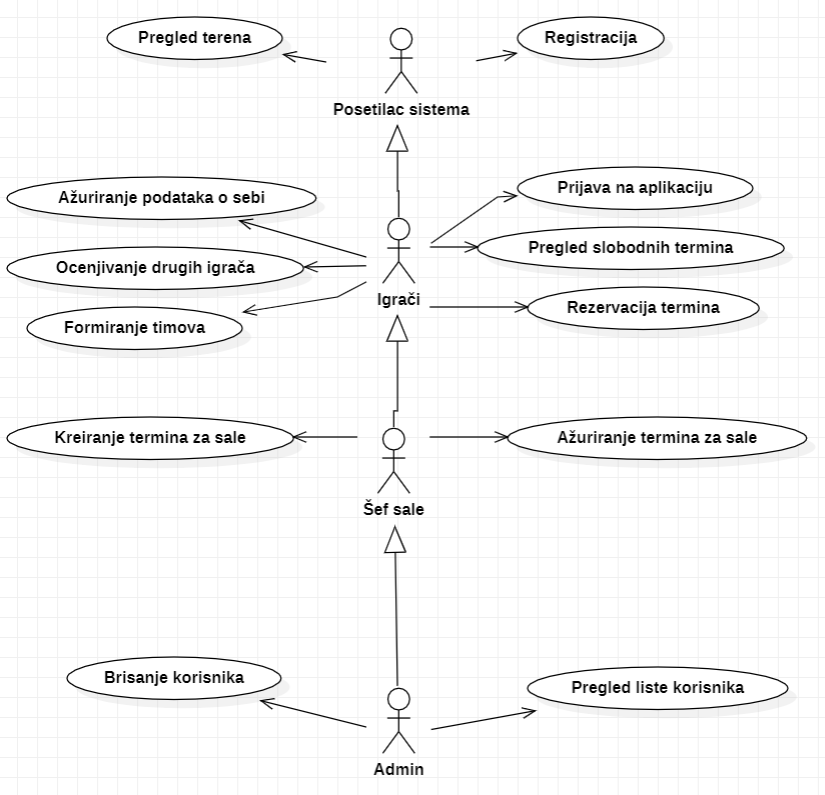 Pregled terena
Registracija
Posetilac sistema
Ažuriranje podataka o sebi
Prijava na aplikaciju
Ocenjivanje drugih igrača
Pregled slobodnih termina
Igrači
Formiranje timova
Rezervacija termina
Kreiranje termina za sale
Ažuriranje termina za sale
Šef sale
Brisanje korisnika
Pregled liste korisnika
Admin